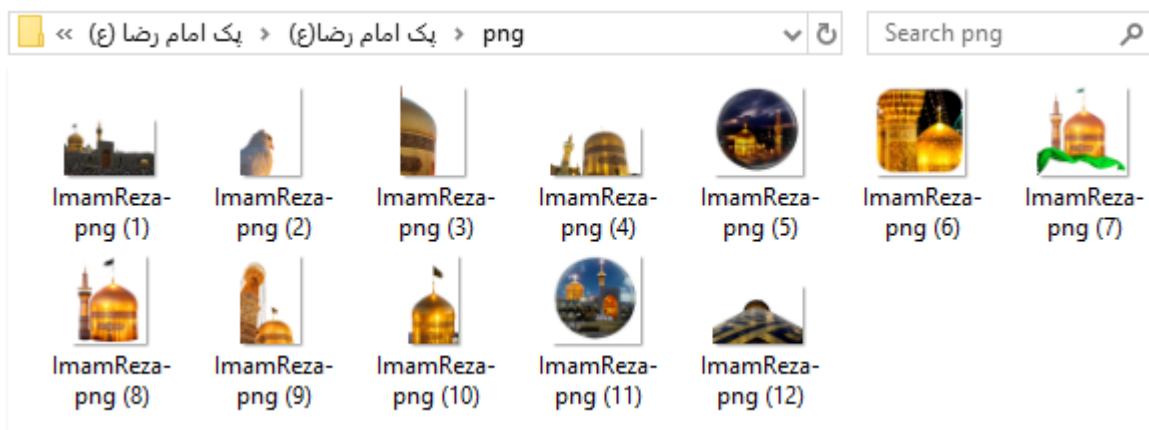 « پک امام رضا (ع) › پک امام رضا(ع) › png
Search png
ImamReza-png (1)
ImamReza-png (2)
ImamReza-png (3)
ImamReza-png (4)
ImamReza-png (5)
ImamReza-png (6)
ImamReza-png (7)
ImamReza-png (8)
ImamReza-png (9)
ImamReza-png (10)
ImamReza-png (11)
ImamReza-png (12)